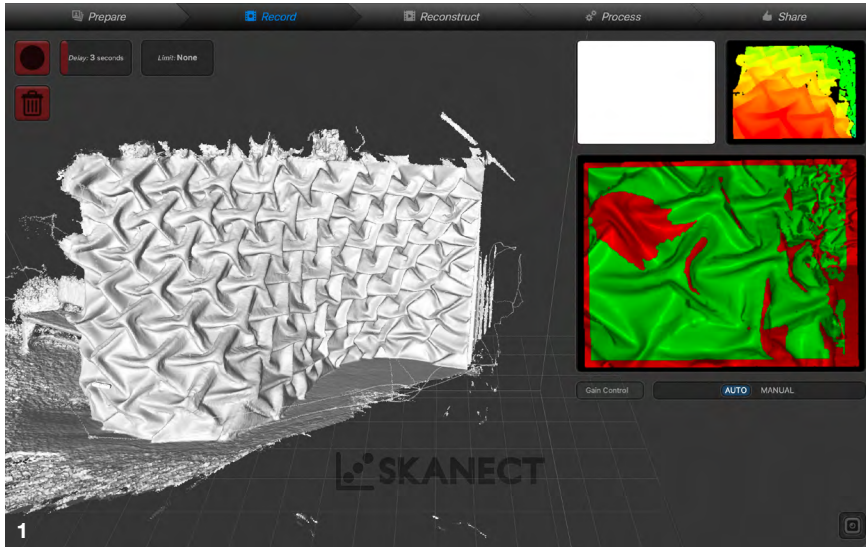 Prepare
Record
Reconstruct
Process
Share
Delay: 3 seconds
Limit: None
Gain Control
AUTO MANUAL
SKANECT
1